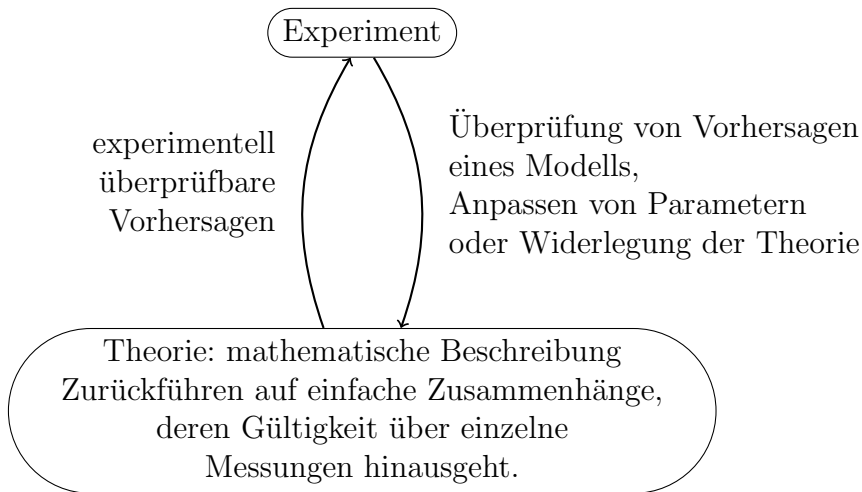 Experiment
experimentell
überprüfbare
Vorhersagen
Überprüfung von Vorhersagen
eines Modells,
Anpassen von Parametern
oder Widerlegung der Theorie
Theorie: mathematische Beschreibung
Zurückführen auf einfache Zusammenhänge,
deren Gültigkeit über einzelne
Messungen hinausgeht.